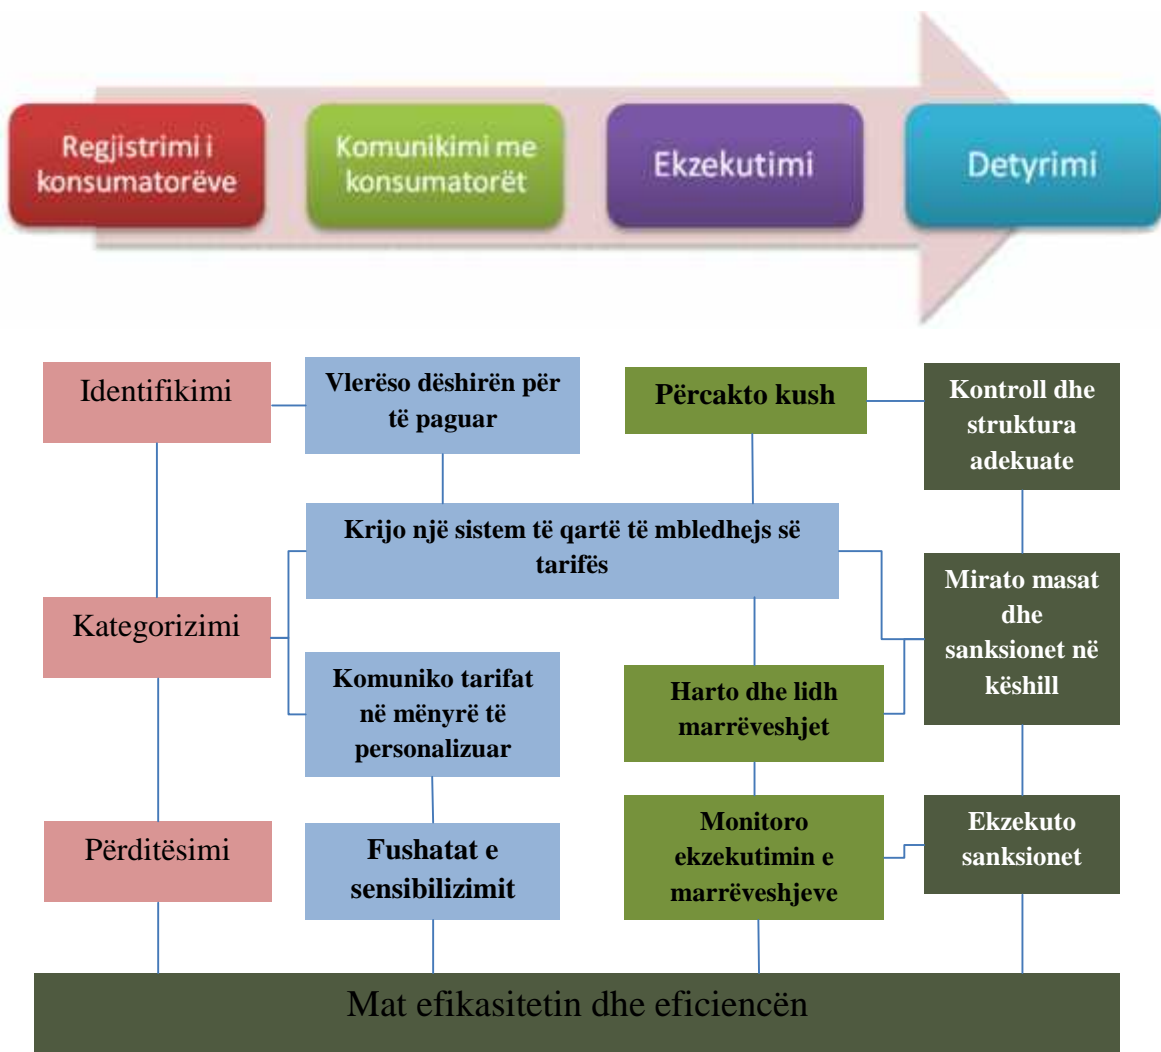 Regjistrimi i
konsumatorëve
Komunikimi me
konsumatorët
Ekzekutimi
Detyrimi
Identifikimi
Vlerëso dëshirën për
të paguar
Përcakto kush
Kontroll dhe
struktura
adekuate
Krijo një sistem të qartë të mbledhejs së
tarifës
Kategorizimi
Mirato masat
dhe
sanksionet në
këshill
Komuniko tarifat
në mënyrë të
personalizuar
Harto dhe lidh
marrëveshjet
Përditësimi
Fushatat e
sensibilizimit
Monitoro
ekzekutimin e
marrëveshjeve
Ekzekuto
sanksionet
Mat efikasitetin dhe eficiencën